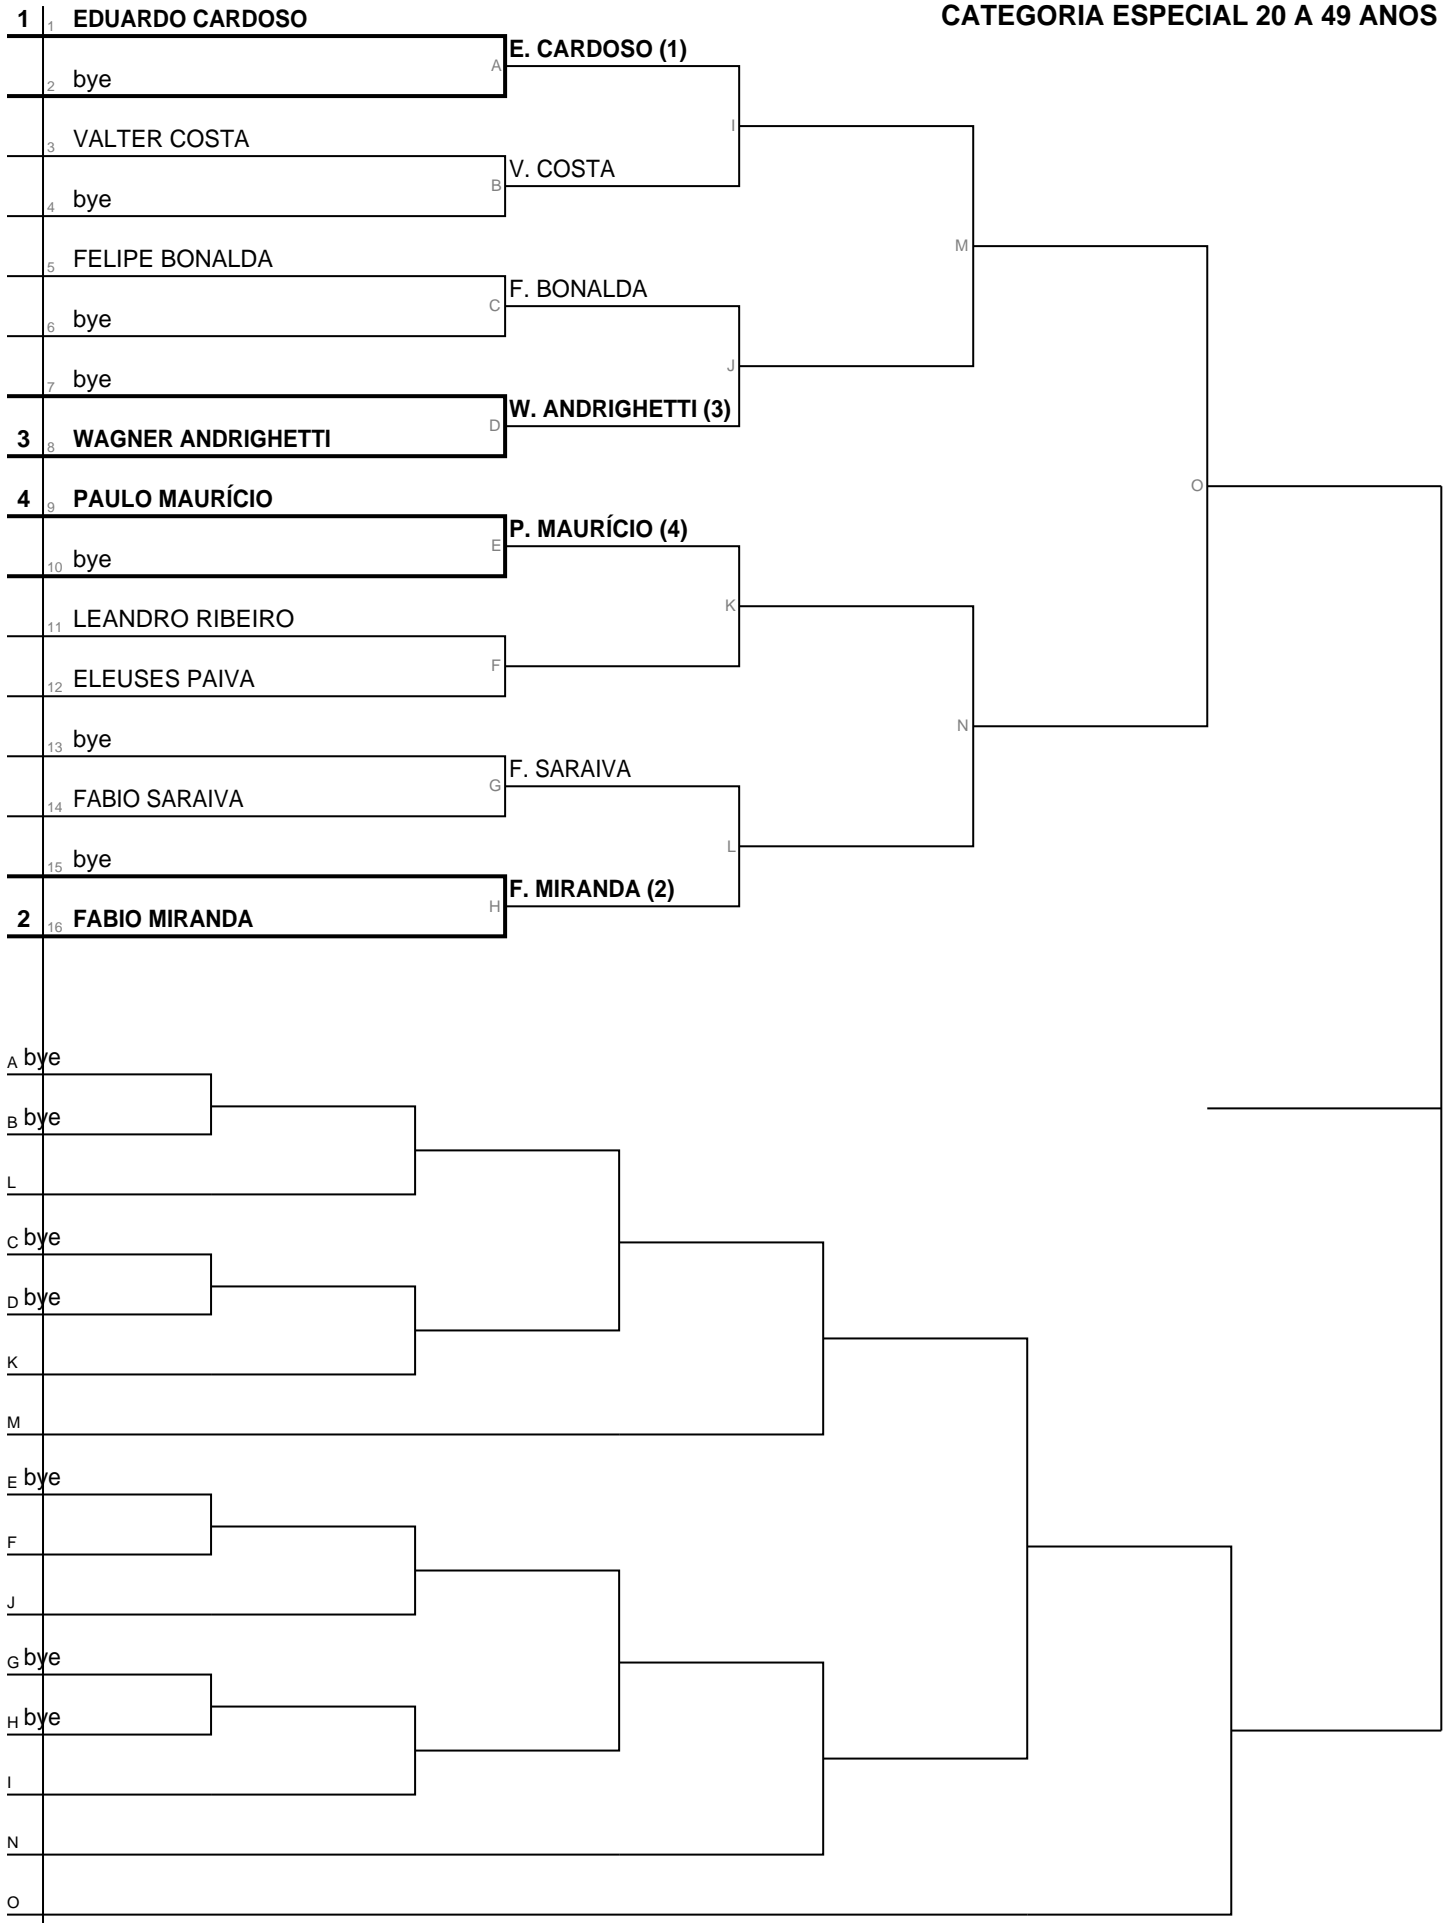 CATEGORIA ESPECIAL 20 A 49 ANOS
1 1 EDUARDO CARDOSO
E. CARDOSO (1)
A
2 bye
I
3 VALTER COSTA
V. COSTA
B
4 bye
M
5 FELIPE BONALDA
F. BONALDA
C
6 bye
J
7 bye
W. ANDRIGHETTI (3)
D
3 8 WAGNER ANDRIGHETTI
O
4 9 PAULO MAURÍCIO
P. MAURÍCIO (4)
E
10 bye
K
11 LEANDRO RIBEIRO
F
12 ELEUSES PAIVA
N
13 bye
F. SARAIVA
G
14 FABIO SARAIVA
L
15 bye
F. MIRANDA (2)
H
2 16 FABIO MIRANDA
A bye
B bye
L
C bye
D bye
K
M
E bye
F
J
G bye
H bye
I
N
O